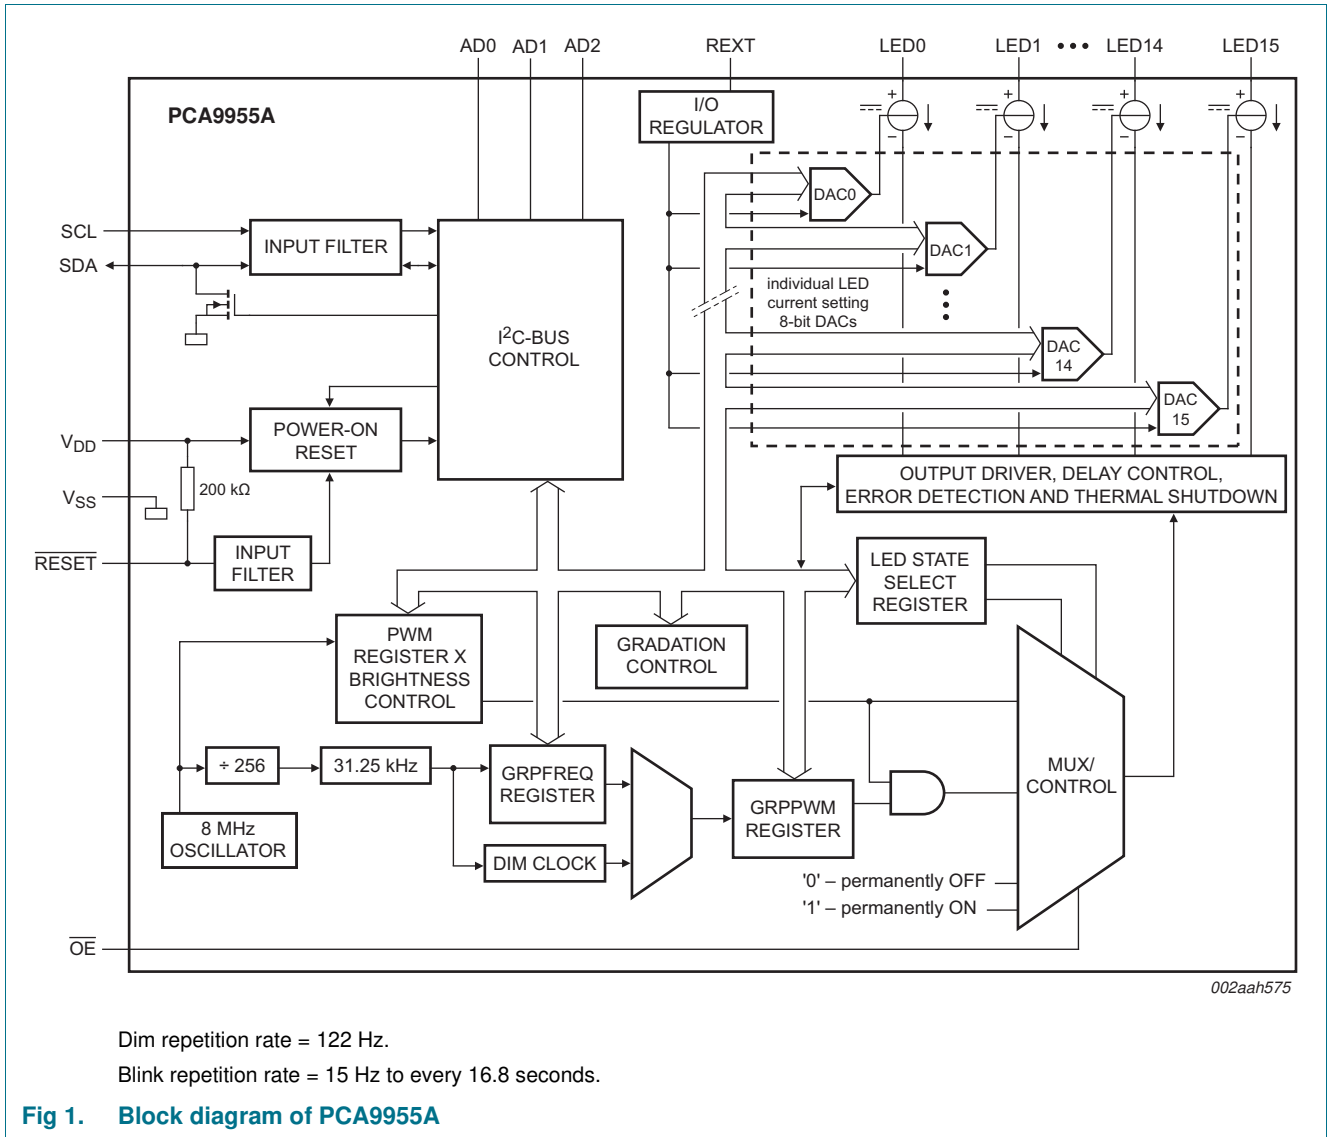 AD0 AD1 AD2 REXT LED0 LED1 ••• LED14 LED15
PCA9955A
I/O
REGULATOR
+ + + +
− − − −
DAC0
DAC1
individual LED
current setting
8-bit DACs
DAC
14
DAC
15
SCL
SDA
INPUT FILTER
I2C-BUS
CONTROL
VDD
POWER-ON
RESET
200 kΩ
VSS
RESET
INPUT
FILTER
OUTPUT DRIVER, DELAY CONTROL,
ERROR DETECTION AND THERMAL SHUTDOWN
LED STATE
SELECT
REGISTER
PWM
REGISTER X
BRIGHTNESS
CONTROL
GRADATION
CONTROL
÷ 256
31.25 kHz
GRPFREQ
REGISTER
MUX/
CONTROL
8 MHz
OSCILLATOR
DIM CLOCK
GRPPWM
REGISTER
'0' – permanently OFF
'1' – permanently ON
OE
002aah575
Dim repetition rate = 122 Hz.
Blink repetition rate = 15 Hz to every 16.8 seconds.
Fig 1. Block diagram of PCA9955A